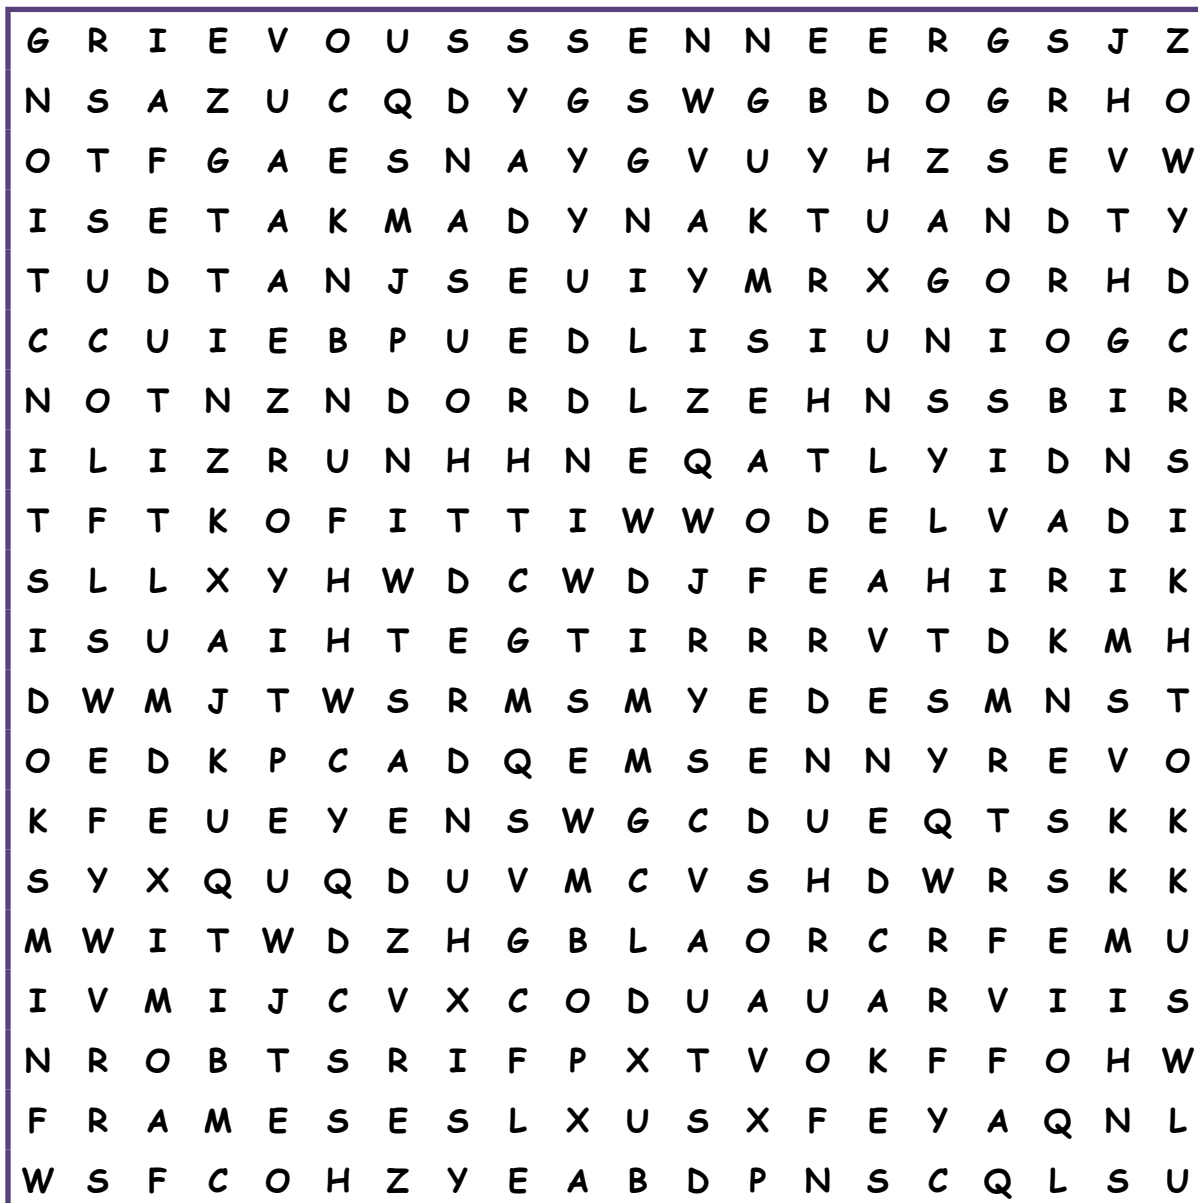 G R I E V O U S S S E N N E E R G S J Z
N S A Z U C Q D Y G S W G B D O G R H O
O T F G A E S N A Y G V U Y H Z S E V W
I S E T A K M A D Y N A K T U A N D T Y
T U D T A N J S E U I Y M R X G O R H D
C C U I E B P U E D L I S I U N I O G C
N O T N Z N D O R D L Z E H N S S B I R
I L I Z R U N H H N E Q A T L Y I D N S
T F T K O F I T T I W W O D E L V A D I
S L L X Y H W D C W D J F E A H I R I K
I S U A I H T E G T I R R R V T D K M H
D W M J T W S R M S M Y E D E S M N S T
O E D K P C A D Q E M S E N N Y R E V O
K F E U E Y E N S W G C D U E Q T S K K
S Y X Q U Q D U V M C V S H D W R S K K
M W I T W D Z H G B L A O R C R F E M U
I V M I J C V X C O D U A U A R V I I S
N R O B T S R I F P X T V O K F F O H W
F R A M E S E S L X U S X F E Y A Q N L
W S F C O H Z Y E A B D P N S C Q L S U